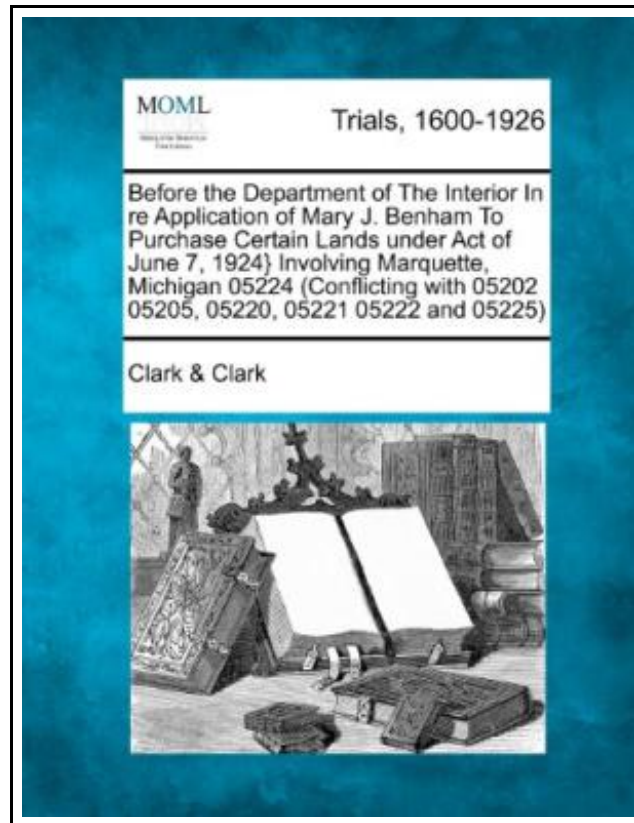 MOML
Trials, 1600-1926
Before the Department of The Interior In
re Application of Mary J. Benham To
Purchase Certain Lands under Act of
June 7, 1924} Involving Marquette,
Michigan 05224 (Conflicting with 05202
05205, 05220, 05221 05222 and 05225)
Clark & Clark